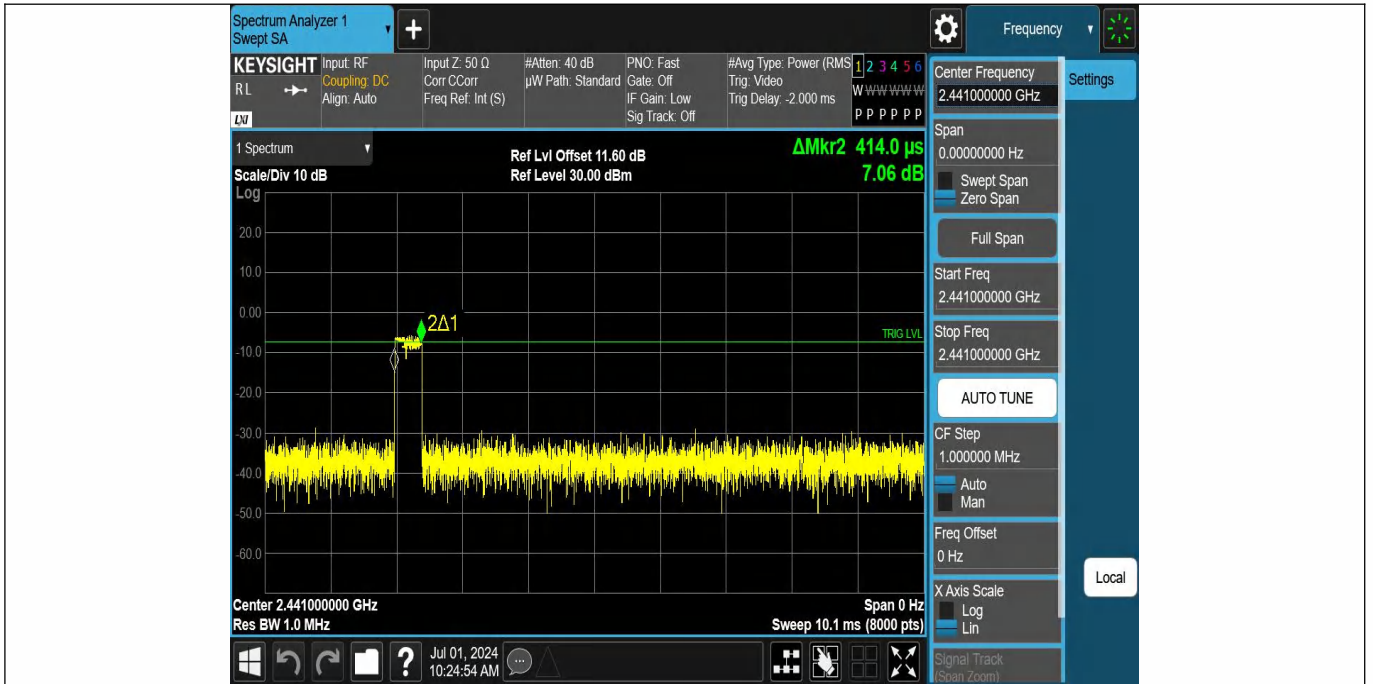 Spectrum Analyzer 1
Swept SA
+
Frequency
KEYSIGHT
RL
LXI
Input: RF
Coupling: DC
Align: Auto
Input Z: 50 Ω
Corr CCorr
Freq Ref: Int (S)
#Atten: 40 dB
µW Path: Standard
PNO: Fast
Gate: Off
IF Gain: Low
Sig Track: Off
#Avg Type: Power (RMS
Trig: Video
Trig Delay: -2.000 ms
1 2 3 4 5 6
W W W W W W
P P P P P P
1 Spectrum
Scale/Div 10 dB
Ref Lvl Offset 11.60 dB
Ref Level 30.00 dBm
ΔMkr2 414.0 µs
7.06 dB
Log
20.0
10.0
0.00
-10.0
-20.0
-30.0
-40.0
-50.0
-60.0
2Δ1
TRIG LVL
Center 2.441000000 GHz
Res BW 1.0 MHz
Span 0 Hz
Sweep 10.1 ms (8000 pts)
Center Frequency
2.441000000 GHz
Settings
Span
0.00000000 Hz
Swept Span
Zero Span
Full Span
Start Freq
2.441000000 GHz
Stop Freq
2.441000000 GHz
AUTO TUNE
CF Step
1.000000 MHz
Auto
Man
Freq Offset
0 Hz
X Axis Scale
Log
Lin
Signal Track
(Span Zoom)
Local
?
Jul 01, 2024
10:24:54 AM